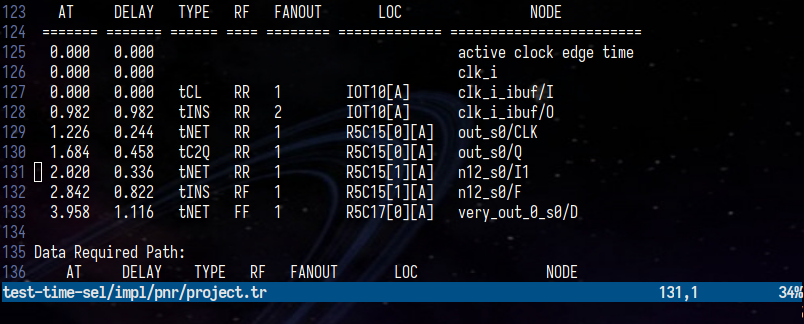 123 AT DELAY TYPE RF FANOUT LOC NODE
124 ======= ======= ====== ==== ======== ============= =========================
125 0.000 0.000 active clock edge time
126 0.000 0.000 clk_i
127 0.000 0.000 tCL RR 1 IOT10[A] clk_i_ibuf/I
128 0.982 0.982 tINS RR 2 IOT10[A] clk_i_ibuf/O
129 1.226 0.244 tNET RR 1 R5C15[0][A] out_s0/CLK
130 1.684 0.458 tC2Q RR 1 R5C15[0][A] out_s0/Q
131 2.020 0.336 tNET RR 1 R5C15[1][A] n12_s0/I1
132 2.842 0.822 tINS RF 1 R5C15[1][A] n12_s0/F
133 3.958 1.116 tNET FF 1 R5C17[0][A] very_out_0_s0/D
134
135 Data Required Path:
136 AT DELAY TYPE RF FANOUT LOC NODE
test-time-sel/impl/pnr/project.tr 131,1 34%